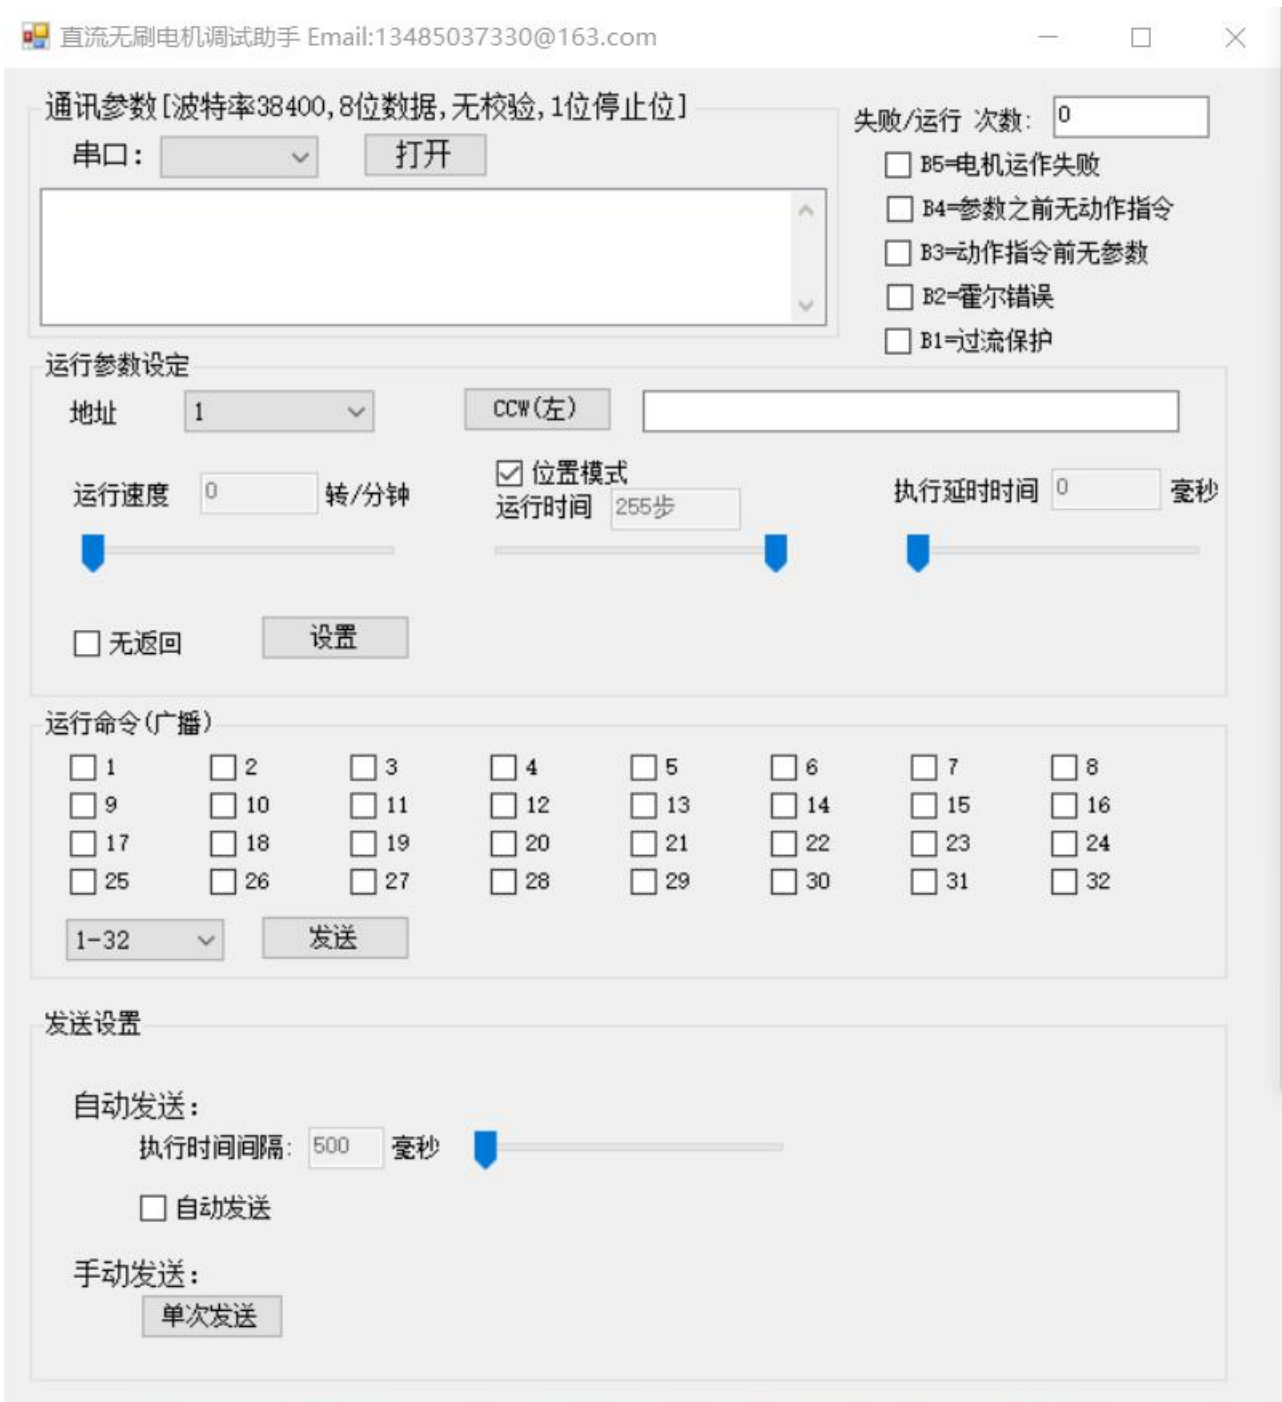 直流无刷电机调试助手 Email:13485037330@163.com
通讯参数[波特率38400,8位数据,无校验,1位停止位]
串口: 打开
失败/运行 次数: 0
B5=电机运作失败
B4=参数之前无动作指令
B3=动作指令前无参数
B2=霍尔错误
B1=过流保护
运行参数设定
地址 1 CCW(左)
运行速度 0 转/分钟
位置模式
运行时间 255步
执行延时时间 0 毫秒
无返回 设置
运行命令(广播)
1 2 3 4 5 6 7 8
9 10 11 12 13 14 15 16
17 18 19 20 21 22 23 24
25 26 27 28 29 30 31 32
1-32 发送
发送设置
自动发送:
执行时间间隔: 500 毫秒
自动发送
手动发送:
单次发送